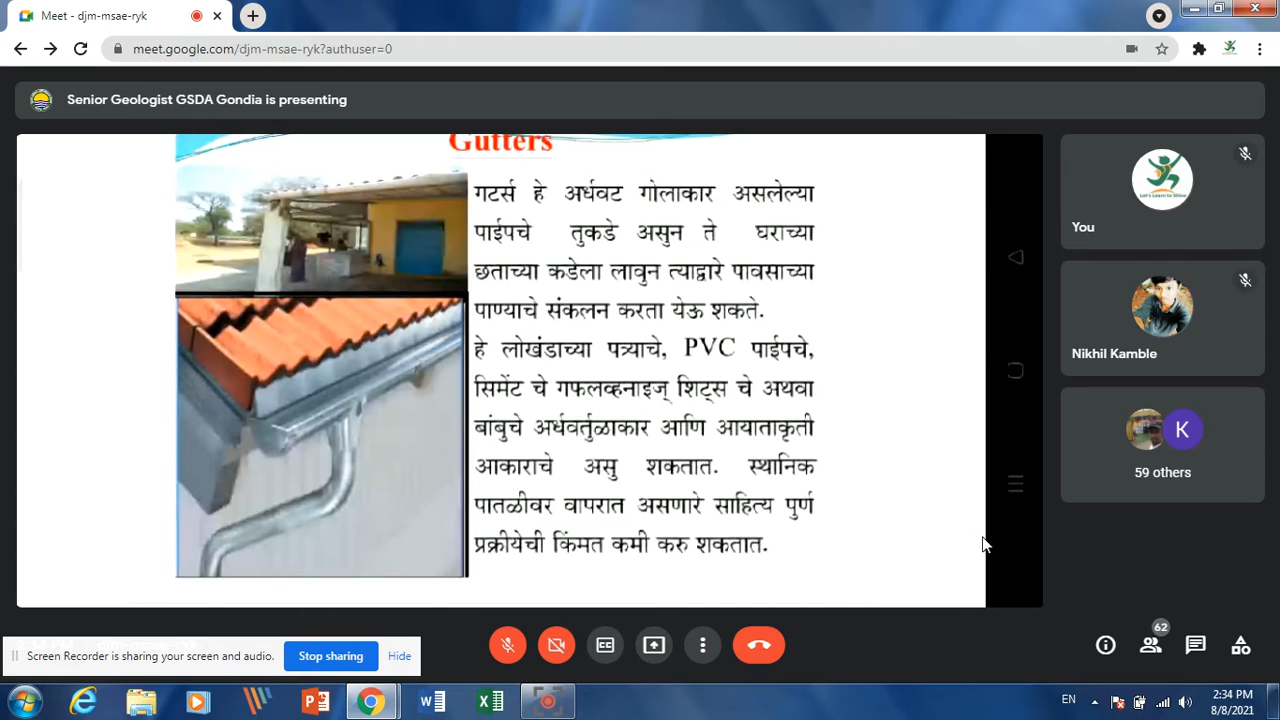 Meet - djm-msae-ryk
meet.google.com/djm-msae-ryk?authuser=0
Senior Geologist GSDA Gondia is presenting
Gutters
गटर्स हे अर्धवट गोलाकार असलेल्या
पाईपचे तुकडे असुन ते घराच्या
छताच्या कडेला लावुन त्याद्वारे पावसाच्या
पाण्याचे संकलन करता येऊ शकते.
हे लोखंडाच्या पत्र्याचे, PVC पाईपचे,
सिमेंट चे गफलव्हनाइज् शिट्स चे अथवा
बांबुचे अर्धवर्तुळाकार आणि आयाताकृती
आकाराचे असु शकतात. स्थानिक
पातळीवर वापरात असणारे साहित्य पुर्ण
प्रक्रीयेची किंमत कमी करु शकतात.
Let's Learn to Shine
You
Nikhil Kamble
K
59 others
62
Screen Recorder is sharing your screen and audio.
Stop sharing
Hide
EN
2:34 PM
8/8/2021